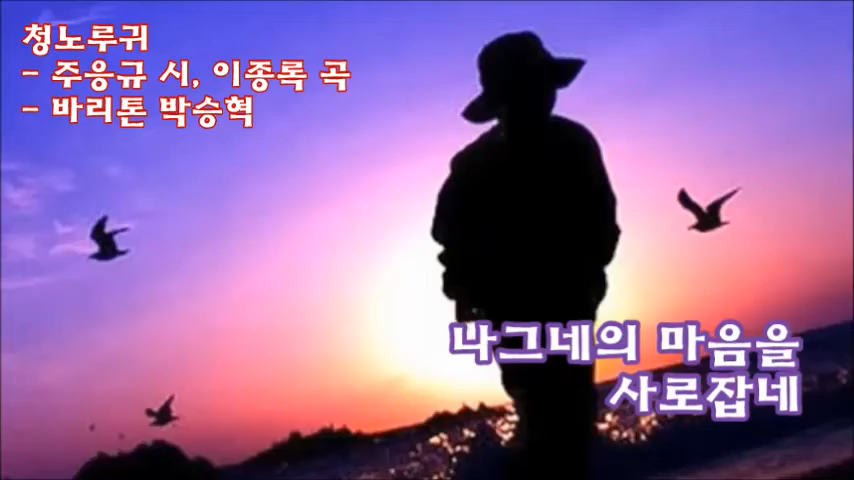 청노루귀
- 주응규 시, 이종록 곡
- 바리톤 박승혁
나그네의 마음을
사로잡네